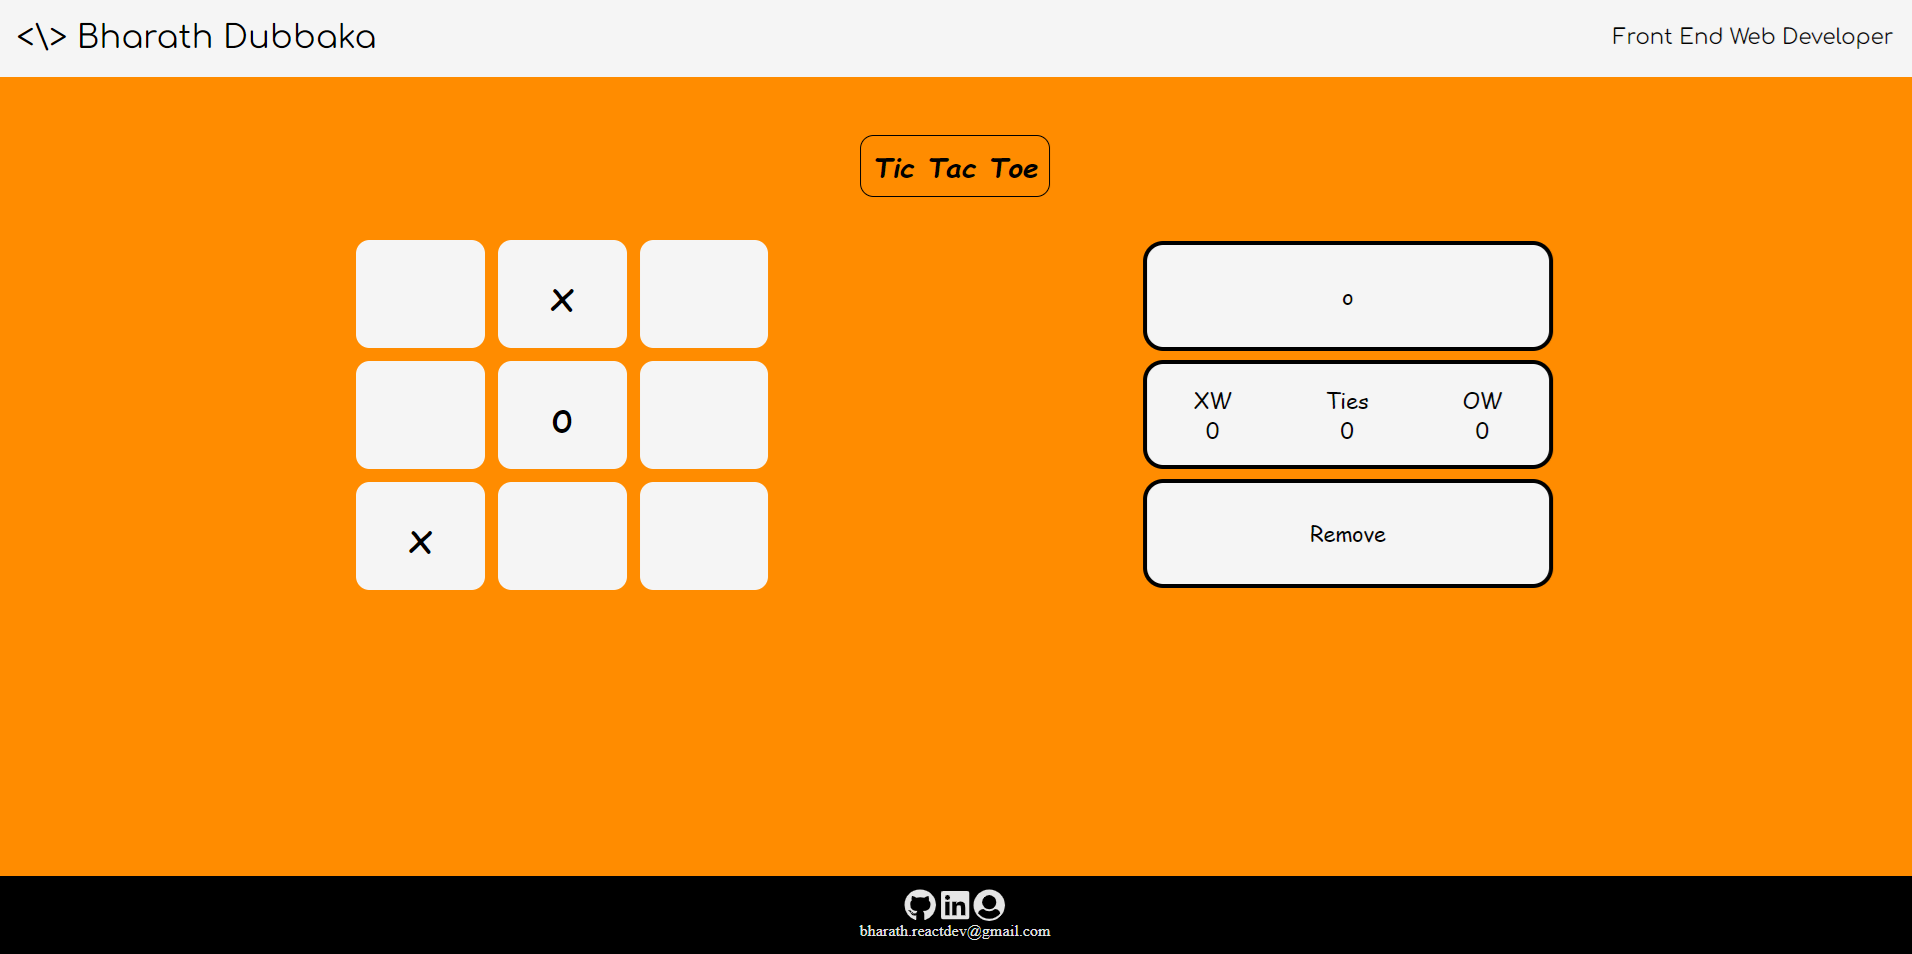 <\> Bharath Dubbaka
Front End Web Developer
Tic Tac Toe
x
o
x
o
XW Ties OW
0 0 0
Remove
bharath.reactdev@gmail.com